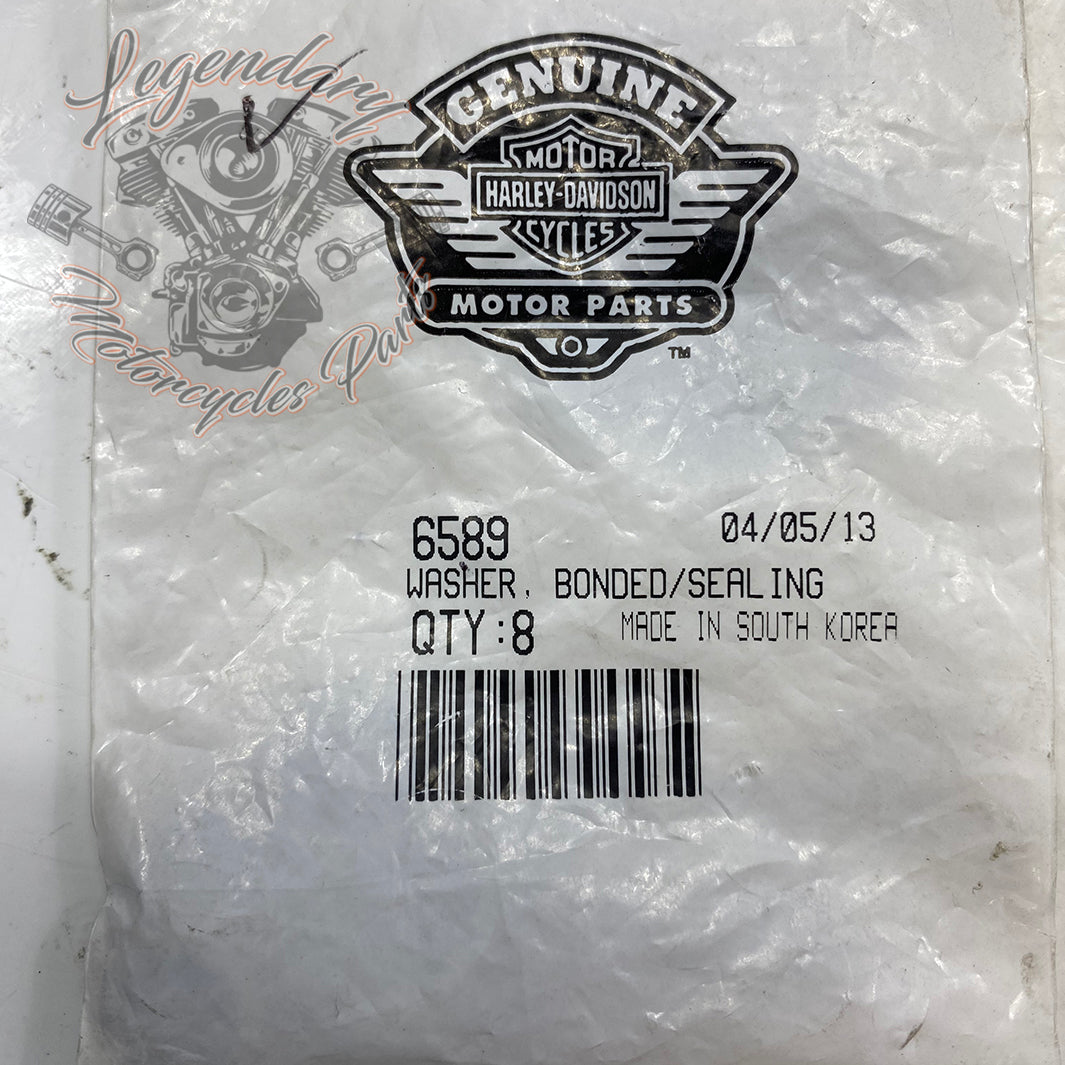 Legendary
Motorcycles Parts
GENUINE
MOTOR
HARLEY-DAVIDSON
CYCLES
MOTOR PARTS
TM
6589 04/05/13
WASHER, BONDED/SEALING
QTY:8 MADE IN SOUTH KOREA